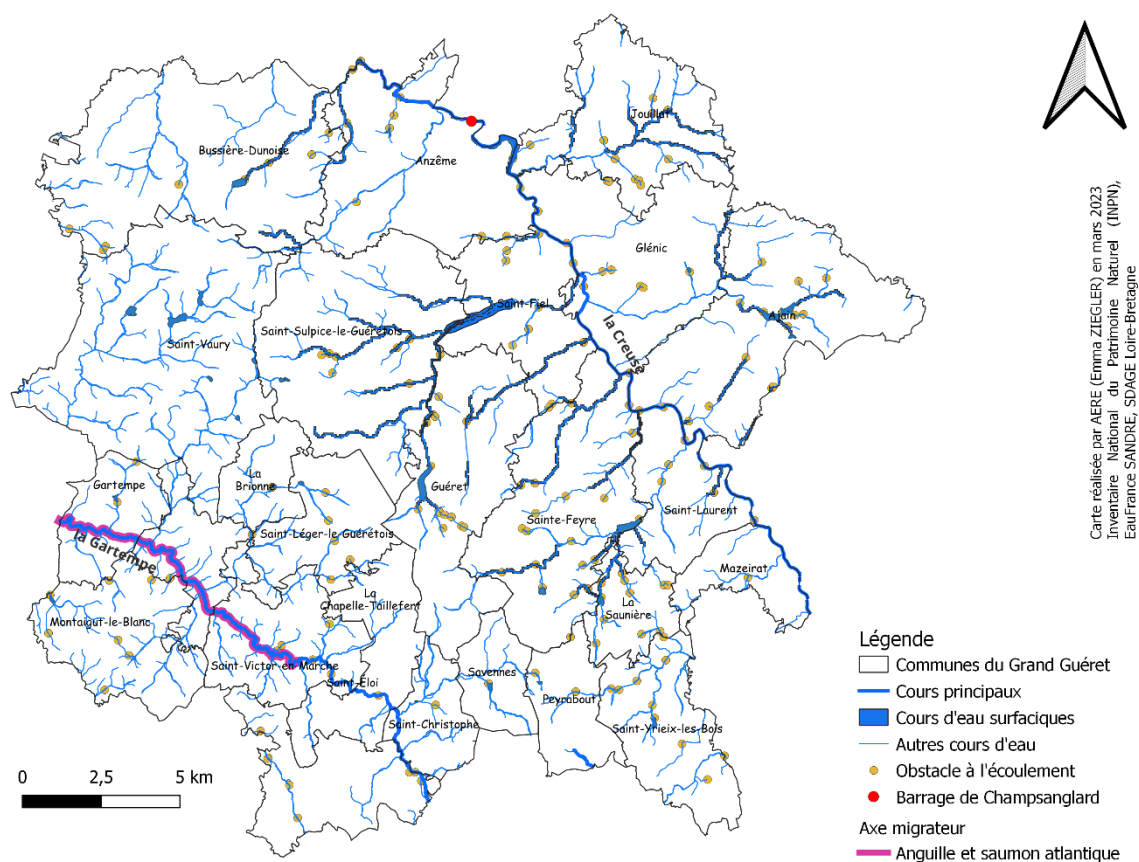 Jouillat
Bussière-Dunoise
Anzême
Glénic
Saint-Fiel
Ajain
Saint-Sulpice-le-Guérétois
Saint-Vaury
la Creuse
La
Brionne
Gartempe
Guéret
Saint-Laurent
Sainte-Feyre
Saint-Léger-le-Guérétois
la Gartempe
Mazeirat
La
Chapelle-Taillefert
La
Saunière
Montaigut-le-Blanc
Saint-Victor-en-Marche
Savennes
Saint-Éloi
Peyrabout
Saint-Christophe
Saint-Yrieix-les-Bois
0 2,5 5 km
Carte réalisée par AERE (Emma ZIEGLER) en mars 2023
Inventaire National du Patrimoine Naturel (INPN),
EauFrance SANDRE, SDAGE Loire-Bretagne
Légende
Communes du Grand Guéret
Cours principaux
Cours d'eau surfaciques
Autres cours d'eau
Obstacle à l'écoulement
Barrage de Champsanglard
Axe migrateur
Anguille et saumon atlantique